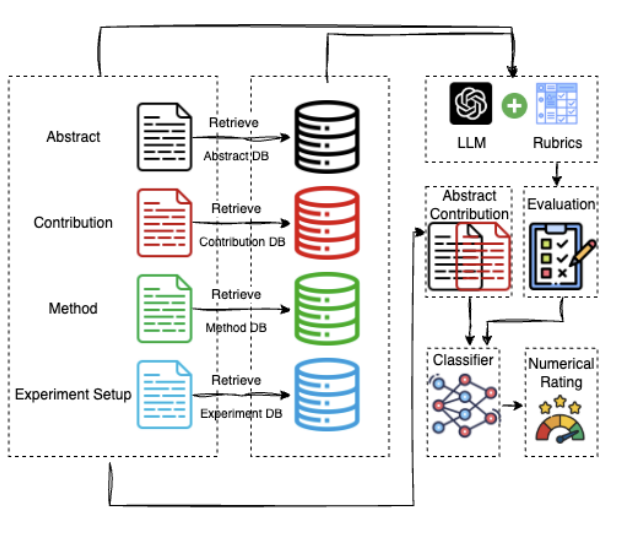 Abstract
Retrieve
Abstract DB
Contribution
Retrieve
Contribution DB
Method
Retrieve
Method DB
Experiment Setup
Retrieve
Experiment DB
LLM
Rubrics
Abstract
Contribution
Evaluation
Classifier
Numerical
Rating